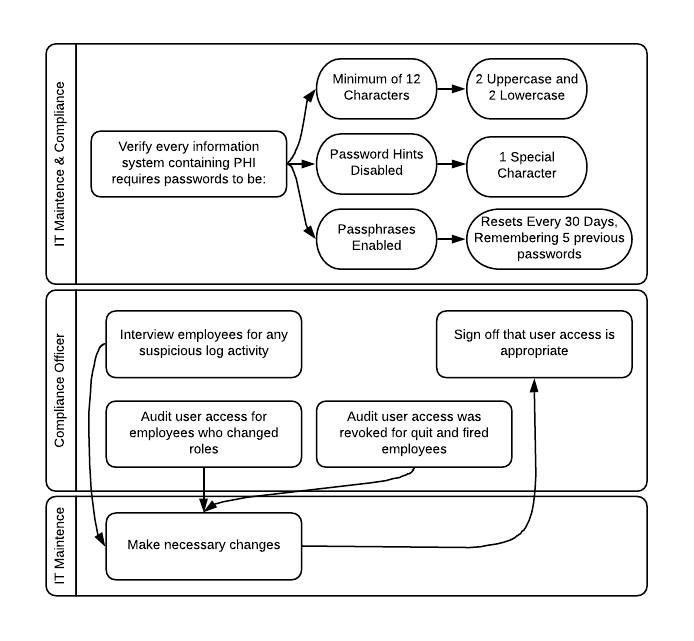 IT Maintence & Compliance
Verify every information
system containing PHI
requires passwords to be:
Minimum of 12
Characters
2 Uppercase and
2 Lowercase
Password Hints
Disabled
1 Special
Character
Passphrases
Enabled
Resets Every 30 Days,
Remembering 5 previous
passwords
Compliance Officer
Interview employees for any
suspicious log activity
Sign off that user access is
appropriate
Audit user access for
employees who changed
roles
Audit user access was
revoked for quit and fired
employees
IT Maintence
Make necessary changes